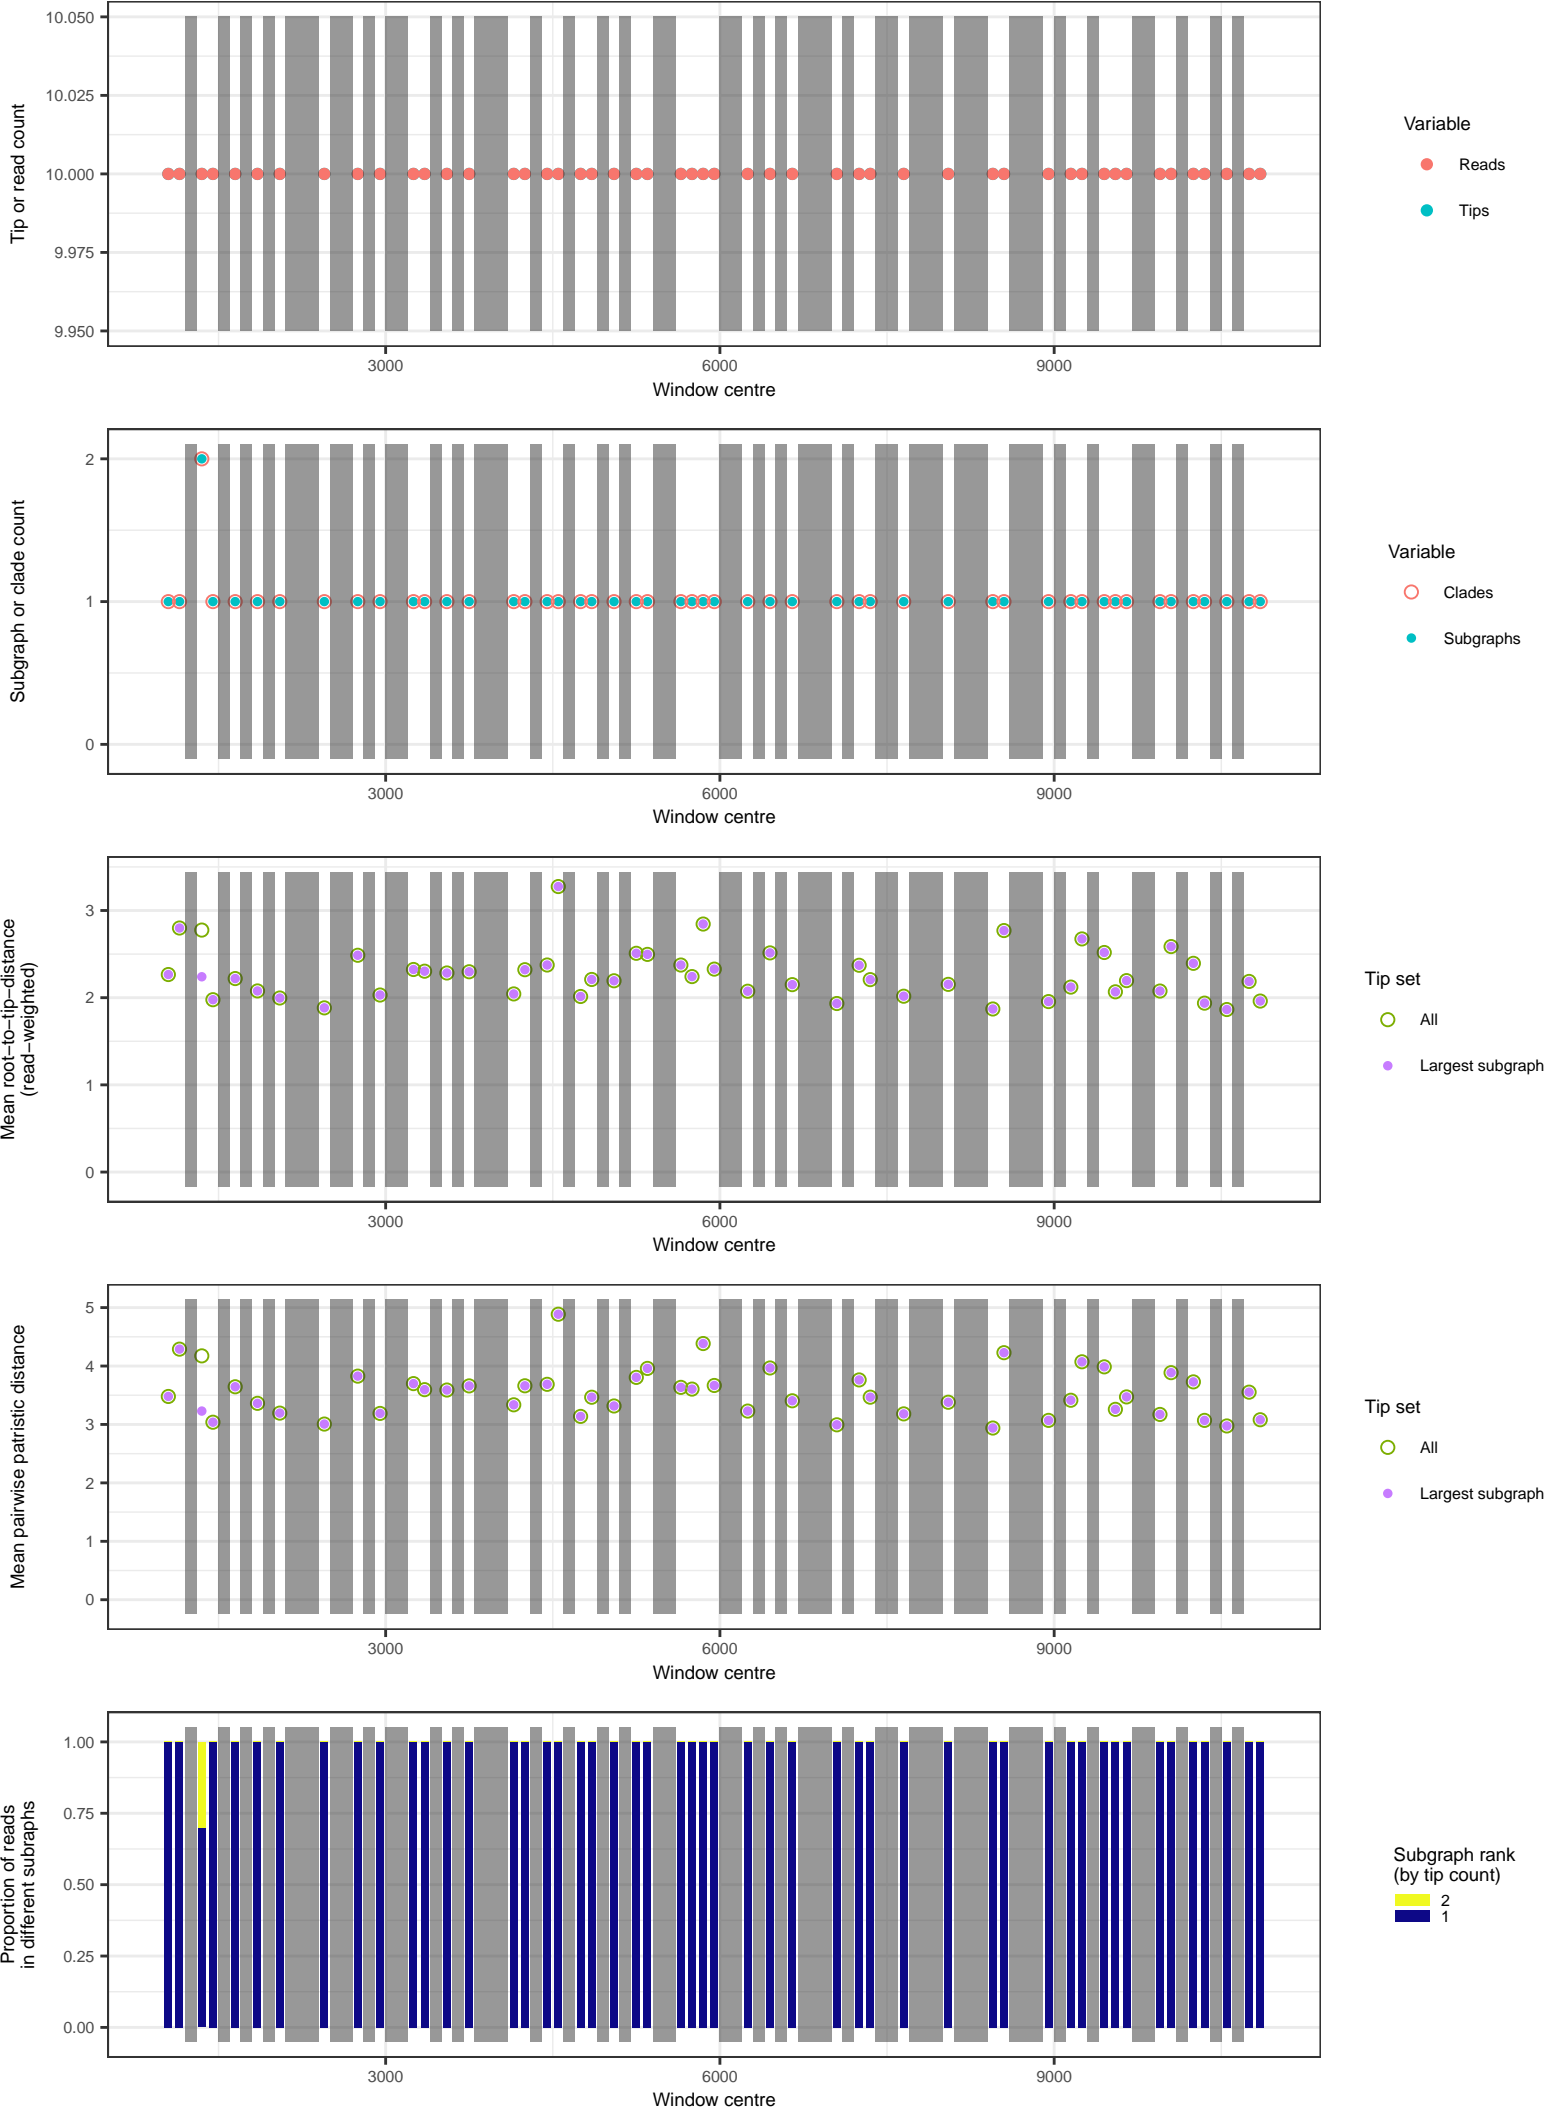 10.050
10.025
10.000
9.975
9.950
Tip or read count
3000
6000
9000
Window centre
Variable
Reads
Tips
2
1
0
Subgraph or clade count
3000
6000
9000
Window centre
Variable
Clades
Subgraphs
3
2
1
0
Mean root−to−tip−distance
(read−weighted)
3000
6000
9000
Window centre
Tip set
All
Largest subgraph
5
4
3
2
1
0
Mean pairwise patristic distance
3000
6000
9000
Window centre
Tip set
All
Largest subgraph
1.00
0.75
0.50
0.25
0.00
Proportion of reads
in different subraphs
3000
6000
9000
Window centre
Subgraph rank
(by tip count)
2
1